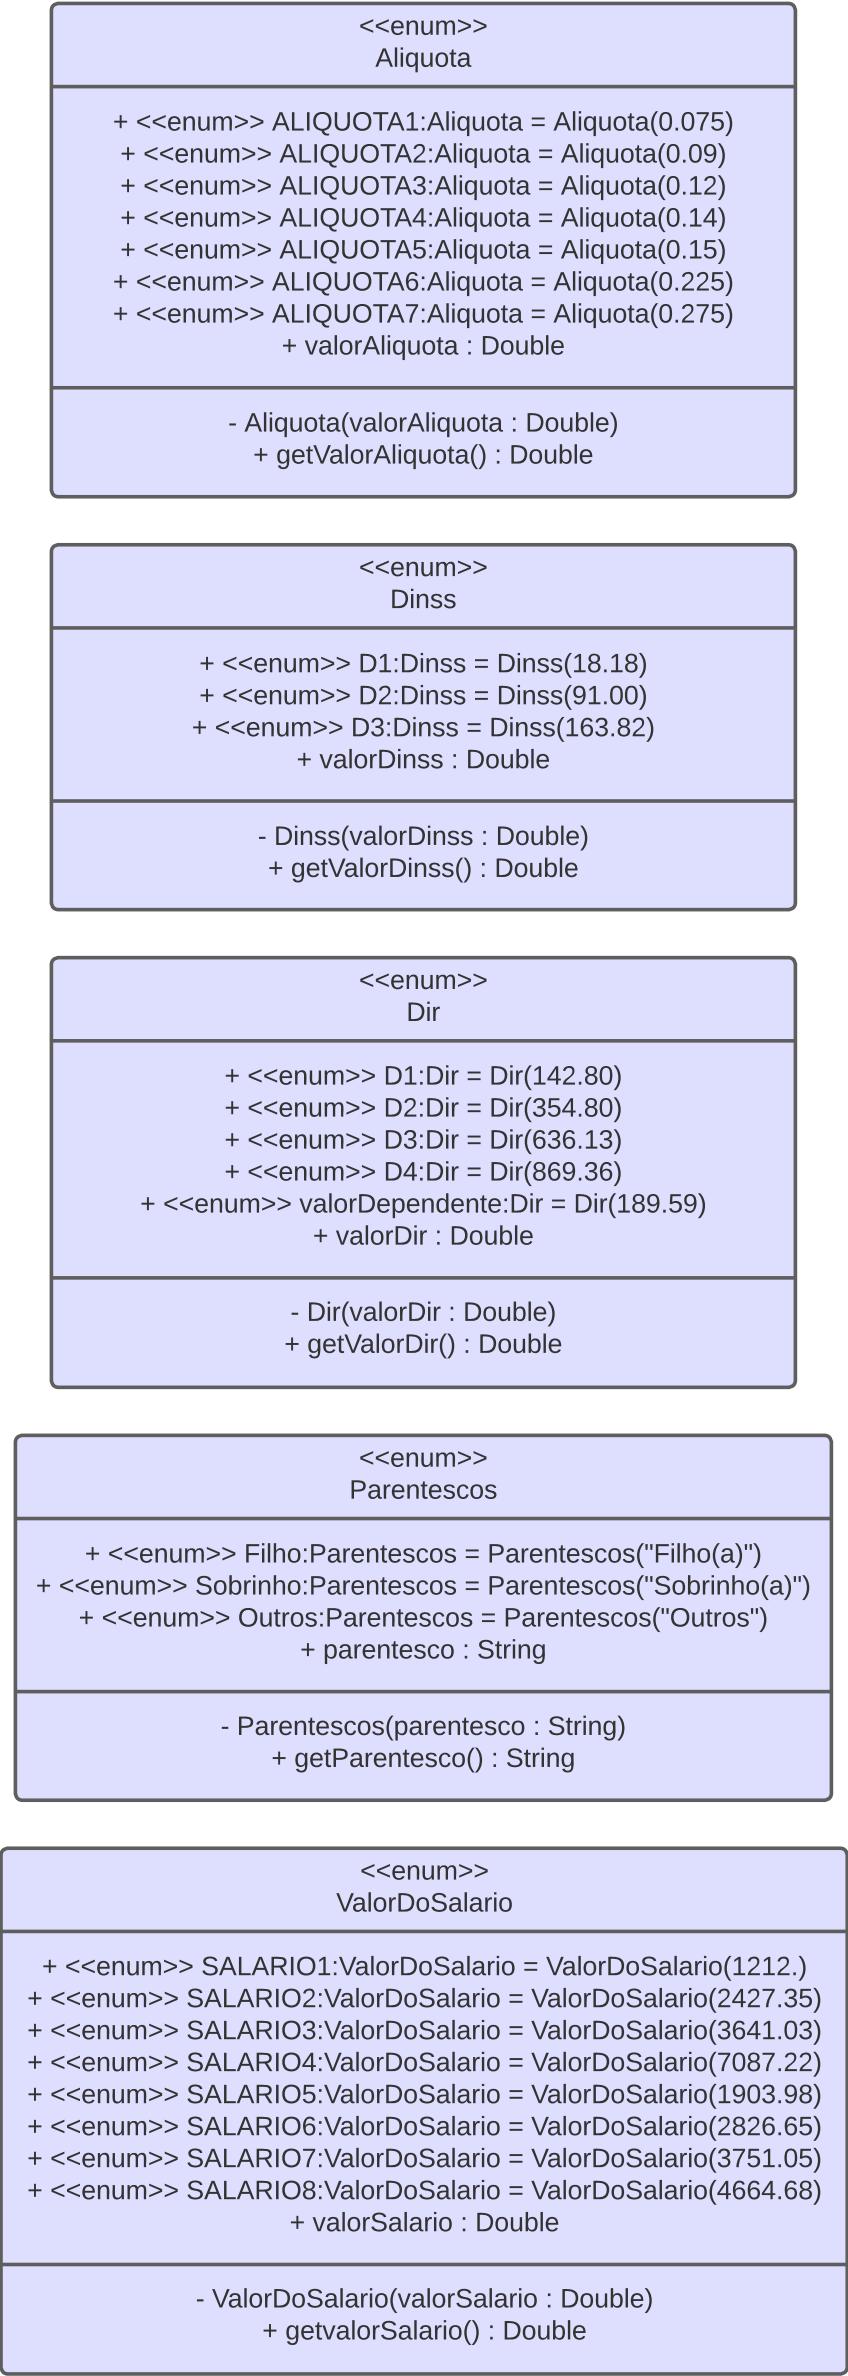 <<enum>>
Aliquota
+ <<enum>> ALIQUOTA1:Aliquota = Aliquota(0.075)
+ <<enum>> ALIQUOTA2:Aliquota = Aliquota(0.09)
+ <<enum>> ALIQUOTA3:Aliquota = Aliquota(0.12)
+ <<enum>> ALIQUOTA4:Aliquota = Aliquota(0.14)
+ <<enum>> ALIQUOTA5:Aliquota = Aliquota(0.15)
+ <<enum>> ALIQUOTA6:Aliquota = Aliquota(0.225)
+ <<enum>> ALIQUOTA7:Aliquota = Aliquota(0.275)
+ valorAliquota : Double
- Aliquota(valorAliquota : Double)
+ getValorAliquota() : Double
<<enum>>
Dinss
+ <<enum>> D1:Dinss = Dinss(18.18)
+ <<enum>> D2:Dinss = Dinss(91.00)
+ <<enum>> D3:Dinss = Dinss(163.82)
+ valorDinss : Double
- Dinss(valorDinss : Double)
+ getValorDinss() : Double
<<enum>>
Dir
+ <<enum>> D1:Dir = Dir(142.80)
+ <<enum>> D2:Dir = Dir(354.80)
+ <<enum>> D3:Dir = Dir(636.13)
+ <<enum>> D4:Dir = Dir(869.36)
+ <<enum>> valorDependente:Dir = Dir(189.59)
+ valorDir : Double
- Dir(valorDir : Double)
+ getValorDir() : Double
<<enum>>
Parentescos
+ <<enum>> Filho:Parentescos = Parentescos("Filho(a)")
+ <<enum>> Sobrinho:Parentescos = Parentescos("Sobrinho(a)")
+ <<enum>> Outros:Parentescos = Parentescos("Outros")
+ parentesco : String
- Parentescos(parentesco : String)
+ getParentesco() : String
<<enum>>
ValorDoSalario
+ <<enum>> SALARIO1:ValorDoSalario = ValorDoSalario(1212.)
+ <<enum>> SALARIO2:ValorDoSalario = ValorDoSalario(2427.35)
+ <<enum>> SALARIO3:ValorDoSalario = ValorDoSalario(3641.03)
+ <<enum>> SALARIO4:ValorDoSalario = ValorDoSalario(7087.22)
+ <<enum>> SALARIO5:ValorDoSalario = ValorDoSalario(1903.98)
+ <<enum>> SALARIO6:ValorDoSalario = ValorDoSalario(2826.65)
+ <<enum>> SALARIO7:ValorDoSalario = ValorDoSalario(3751.05)
+ <<enum>> SALARIO8:ValorDoSalario = ValorDoSalario(4664.68)
+ valorSalario : Double
- ValorDoSalario(valorSalario : Double)
+ getvalorSalario() : Double